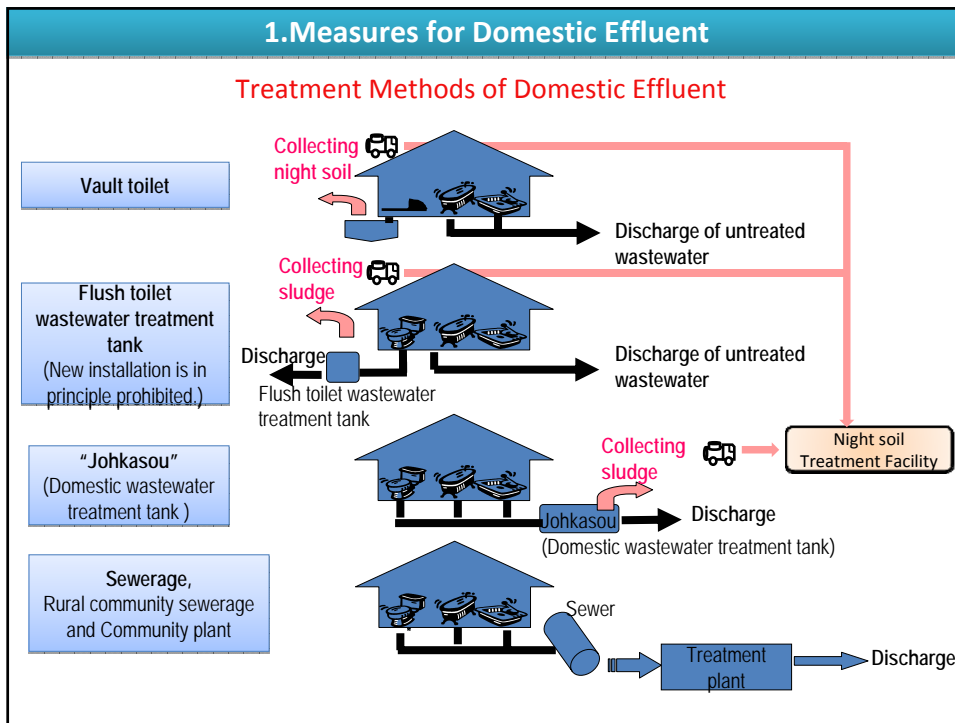 1.Measures for Domestic Effluent
Treatment Methods of Domestic Effluent
Vault toilet
Collecting
night soil
Discharge of untreated
wastewater
Flush toilet
wastewater treatment
tank
(New installation is in
principle prohibited.)
Collecting
sludge
Discharge
Flush toilet wastewater
treatment tank
Discharge of untreated
wastewater
Night soil
Treatment Facility
“Johkasou”
(Domestic wastewater
treatment tank )
Collecting
sludge
Johkasou
Discharge
(Domestic wastewater treatment tank)
Sewerage,
Rural community sewerage
and Community plant
Sewer
Treatment
plant
Discharge